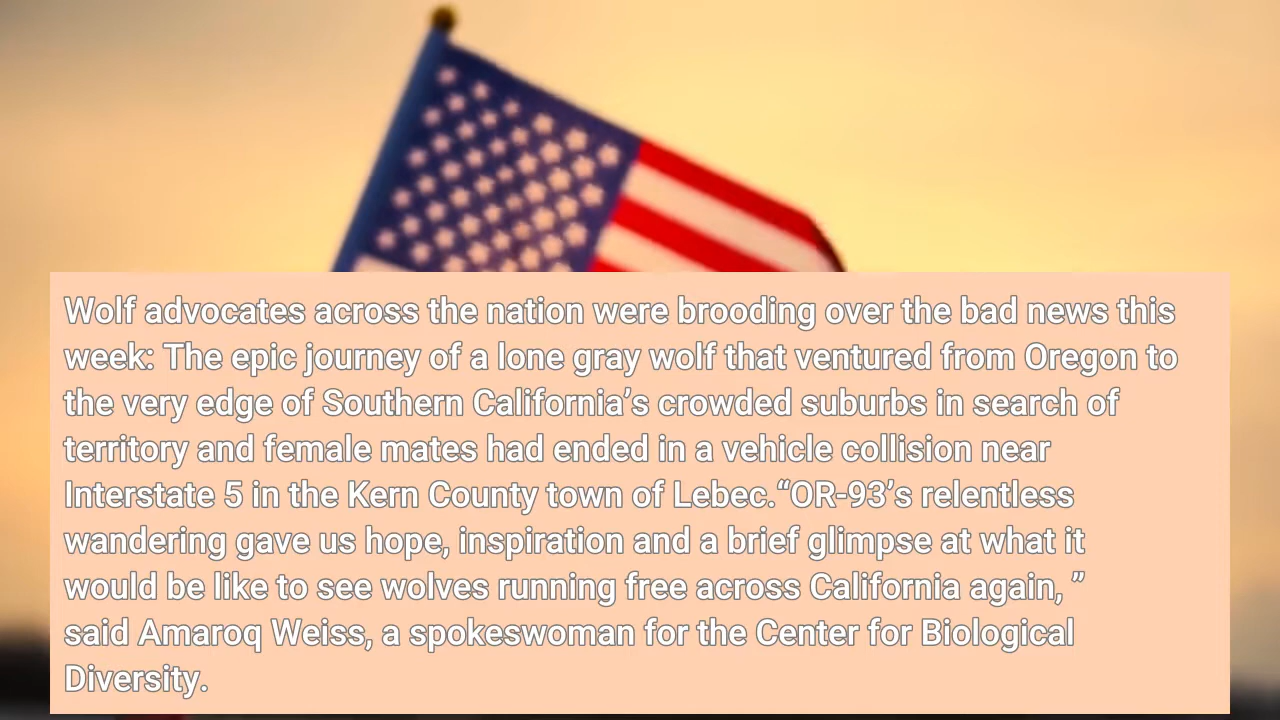 Wolf advocates across the nation were brooding over the bad news this
week: The epic journey of a lone gray wolf that ventured from Oregon to
the very edge of Southern California’s crowded suburbs in search of
territory and female mates had ended in a vehicle collision near
Interstate 5 in the Kern County town of Lebec.“OR-93’s relentless
wandering gave us hope, inspiration and a brief glimpse at what it
would be like to see wolves running free across California again, ”
said Amaroq Weiss, a spokeswoman for the Center for Biological
Diversity.